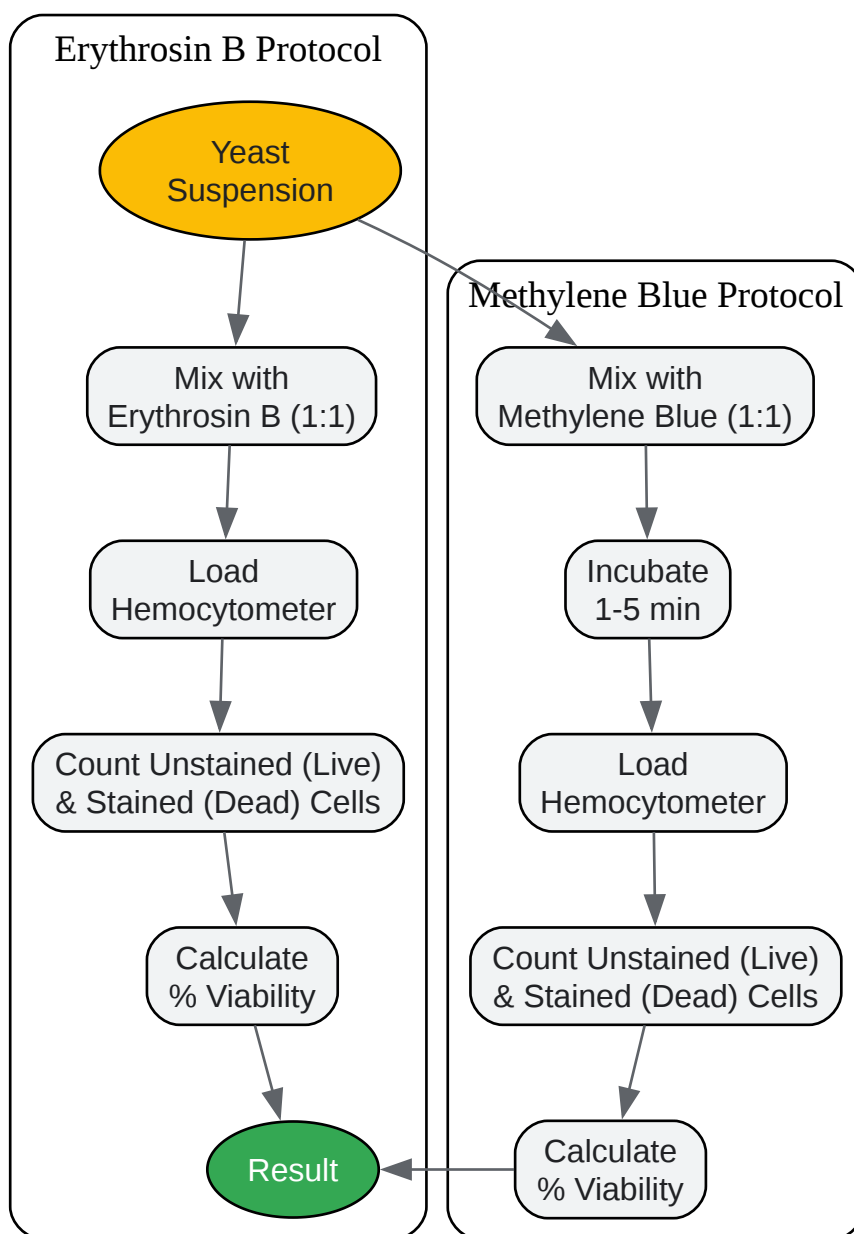 Erythrosin B Protocol
Yeast
Suspension
Mix with
Erythrosin B (1:1)
Load
Hemocytometer
Count Unstained (Live)
& Stained (Dead) Cells
Calculate
% Viability
Result
Methylene Blue Protocol
Mix with
Methylene Blue (1:1)
Incubate
1-5 min
Load
Hemocytometer
Count Unstained (Live)
& Stained (Dead) Cells
Calculate
% Viability